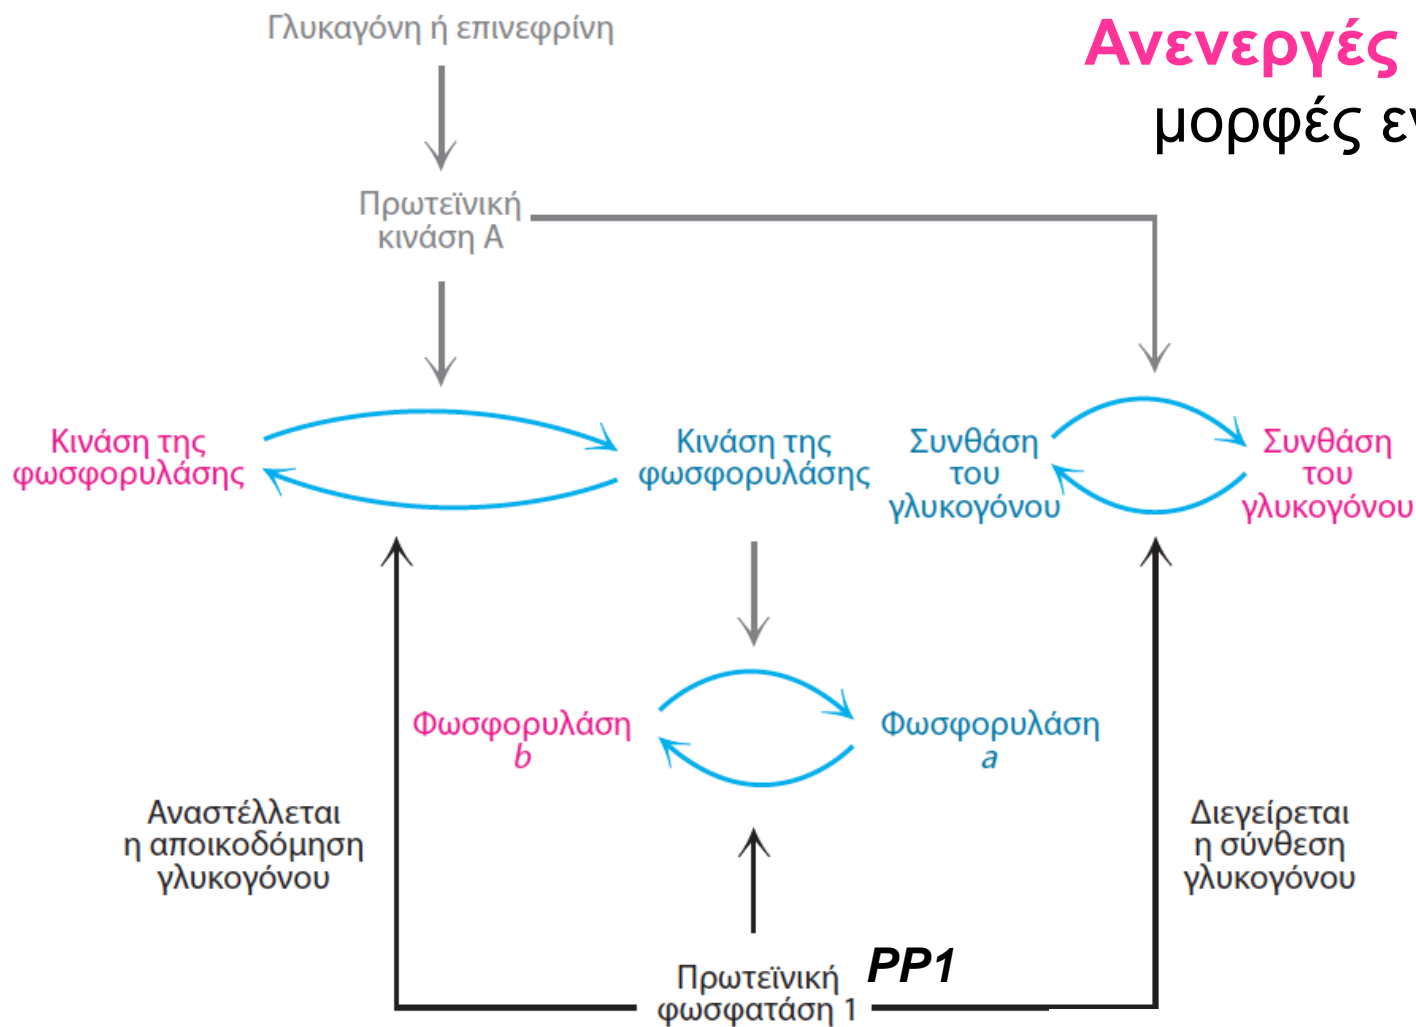 Γλυκαγόνη ή επινεφρίνη
Ανενεργές
μορφές
Πρωτεϊνική
κινάση Α
Κινάση της
φωσφορυλάσης
Κινάση της
φωσφορυλάσης
Συνθάση
του
γλυκογόνου
Συνθάση
του
γλυκογόνου
Φωσφορυλάση
b
Φωσφορυλάση
a
Αναστέλλεται
η αποικοδόμηση
γλυκογόνου
Διεγείρεται
η σύνθεση
γλυκογόνου
Πρωτεϊνική
φωσφατάση 1
PP1